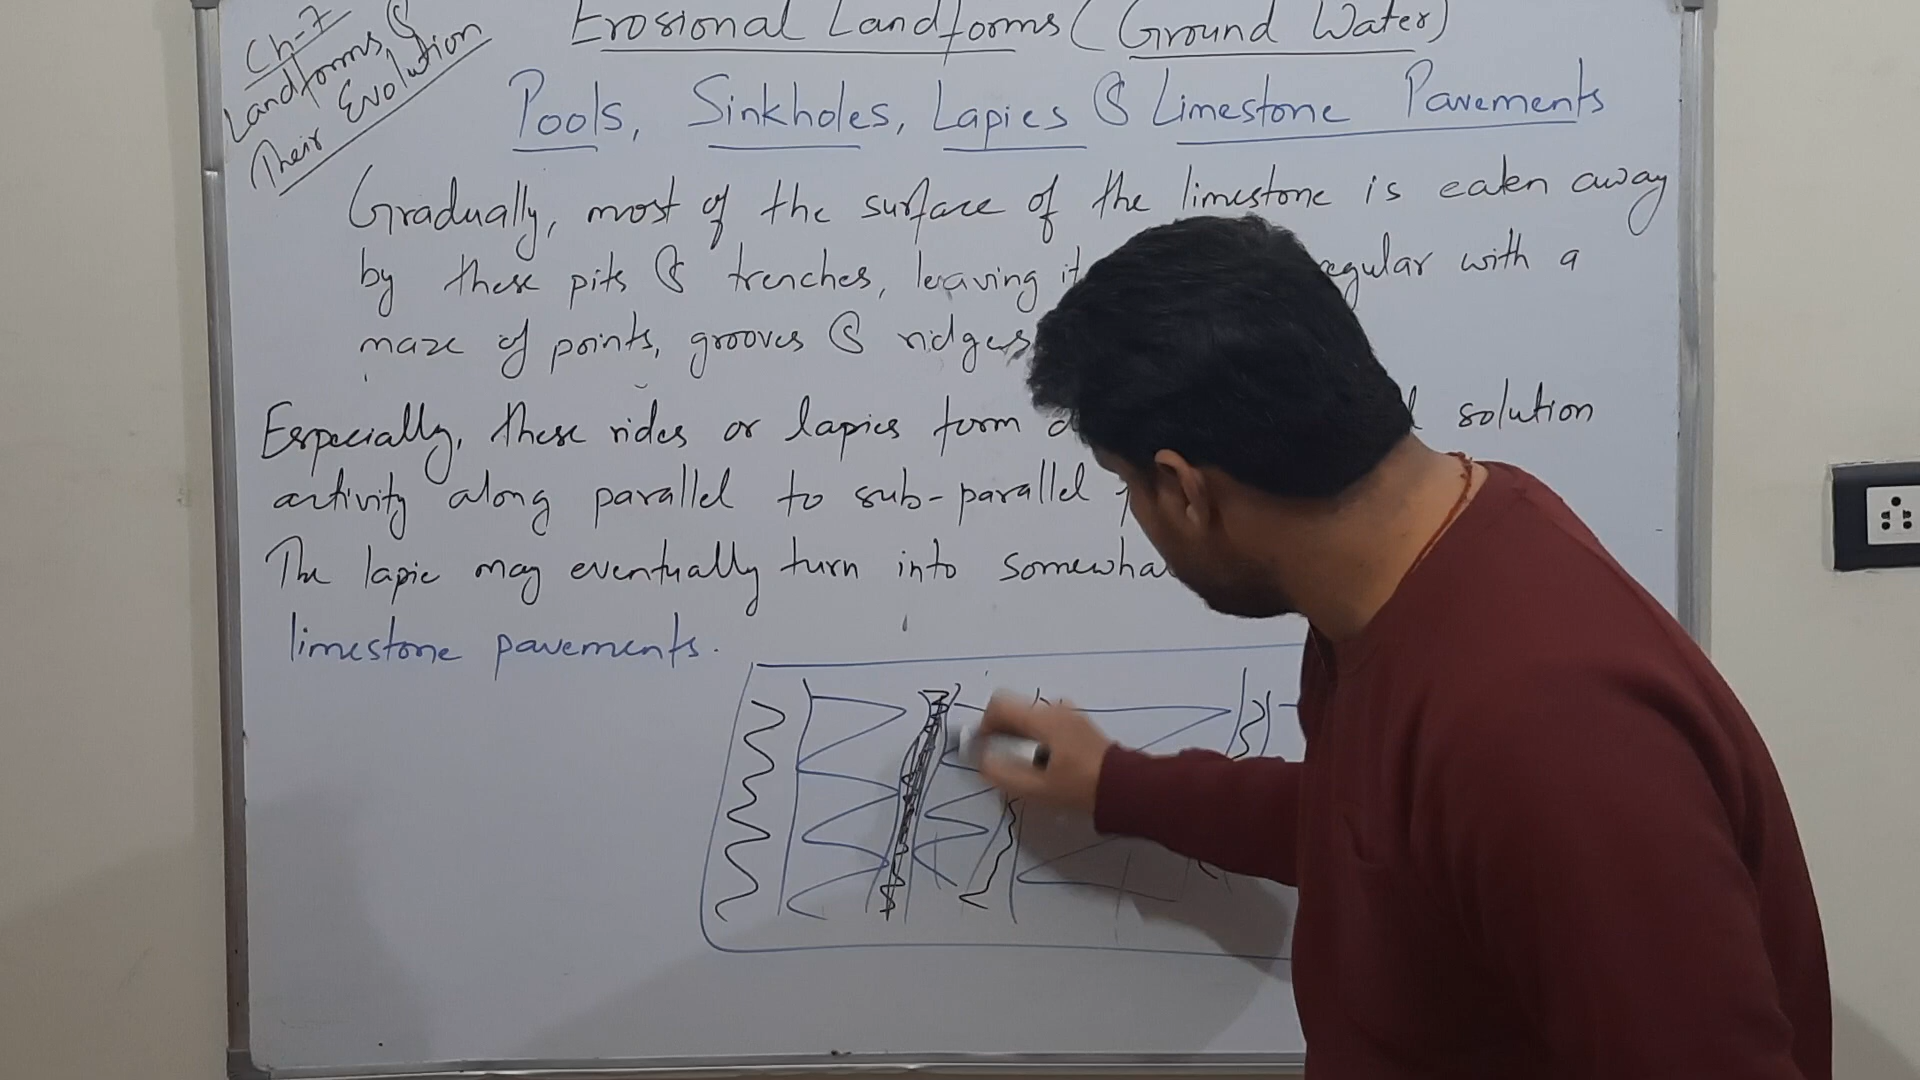 Ch-7
Landforms &
Their Evolution
Erosional Landforms (Ground Water)
Pools, Sinkholes, Lapies & Limestone Pavements
Gradually, most of the surface of the limestone is eaten away
by these pits & trenches, leaving it regular with a
maze of points, grooves & ridges
Especially, these rides or lapies form solution
activity along parallel to sub-parallel
The lapie may eventually turn into somewha
limestone pavements.